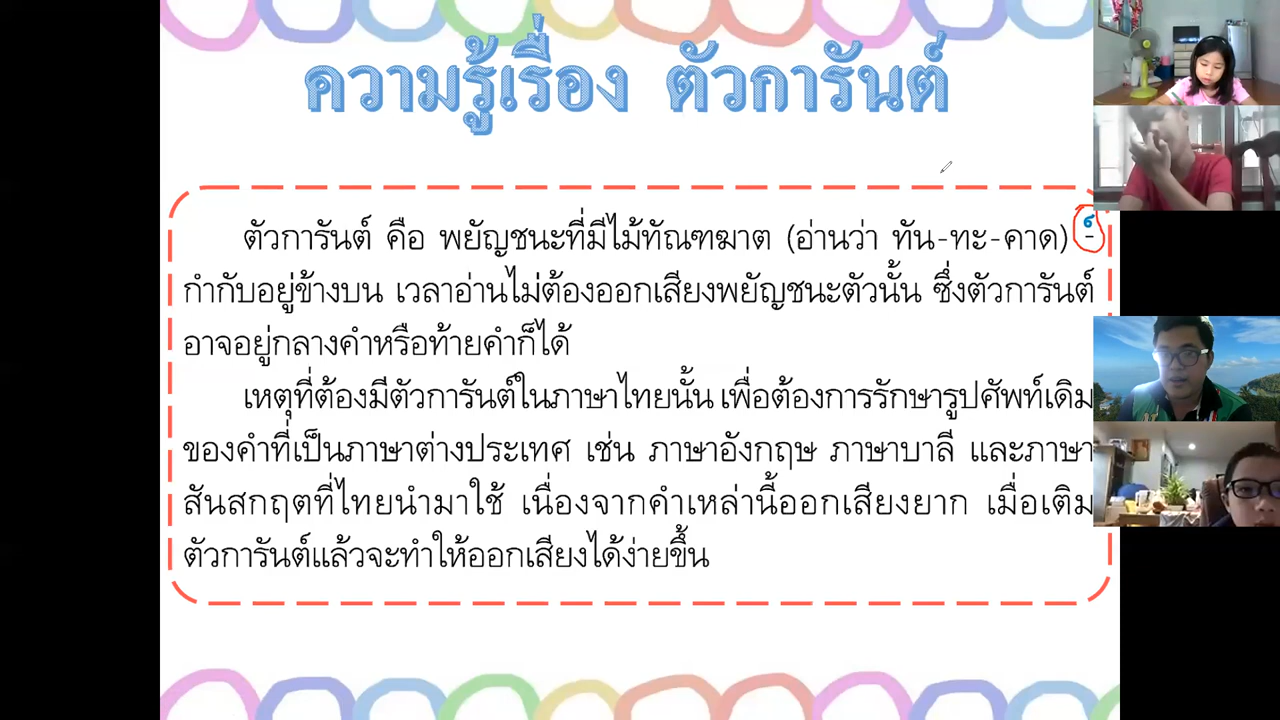 ความรู้เรื่อง ตัวการันต์
ตัวการันต์ คือ พยัญชนะที่มีไม้ทัณฑฆาต (อ่านว่า ทัน-ทะ-คาด) -์
กำกับอยู่ข้างบน เวลาอ่านไม่ต้องออกเสียงพยัญชนะตัวนั้น ซึ่งตัวการันต์
อาจอยู่กลางคำหรือท้ายคำก็ได้
เหตุที่ต้องมีตัวการันต์ในภาษาไทยนั้น เพื่อต้องการรักษารูปศัพท์เดิม
ของคำที่เป็นภาษาต่างประเทศ เช่น ภาษาอังกฤษ ภาษาบาลี และภาษา
สันสกฤตที่ไทยนำมาใช้ เนื่องจากคำเหล่านี้ออกเสียงยาก เมื่อเติม
ตัวการันต์แล้วจะทำให้ออกเสียงได้ง่ายขึ้น